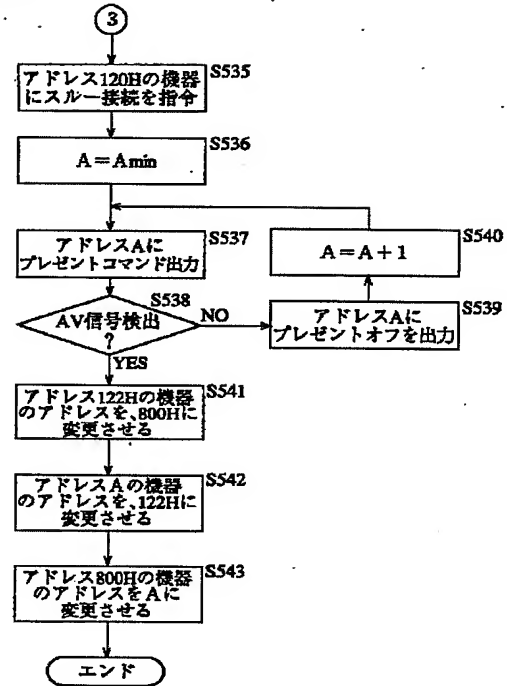 3
アドレス120Hの機器
にスルー接続を指令
S535
A=Amin
S536
アドレスAに
プレゼントコマンド出力
S537
AV信号検出
?
S538
NO
YES
アドレスAに
プレゼントオフを出力
S539
A=A+1
S540
アドレス122Hの機器
のアドレスを、800Hに
変更させる
S541
アドレスAの機器
のアドレスを、122Hに
変更させる
S542
アドレス800Hの機器
のアドレスをAに
変更させる
S543
エンド